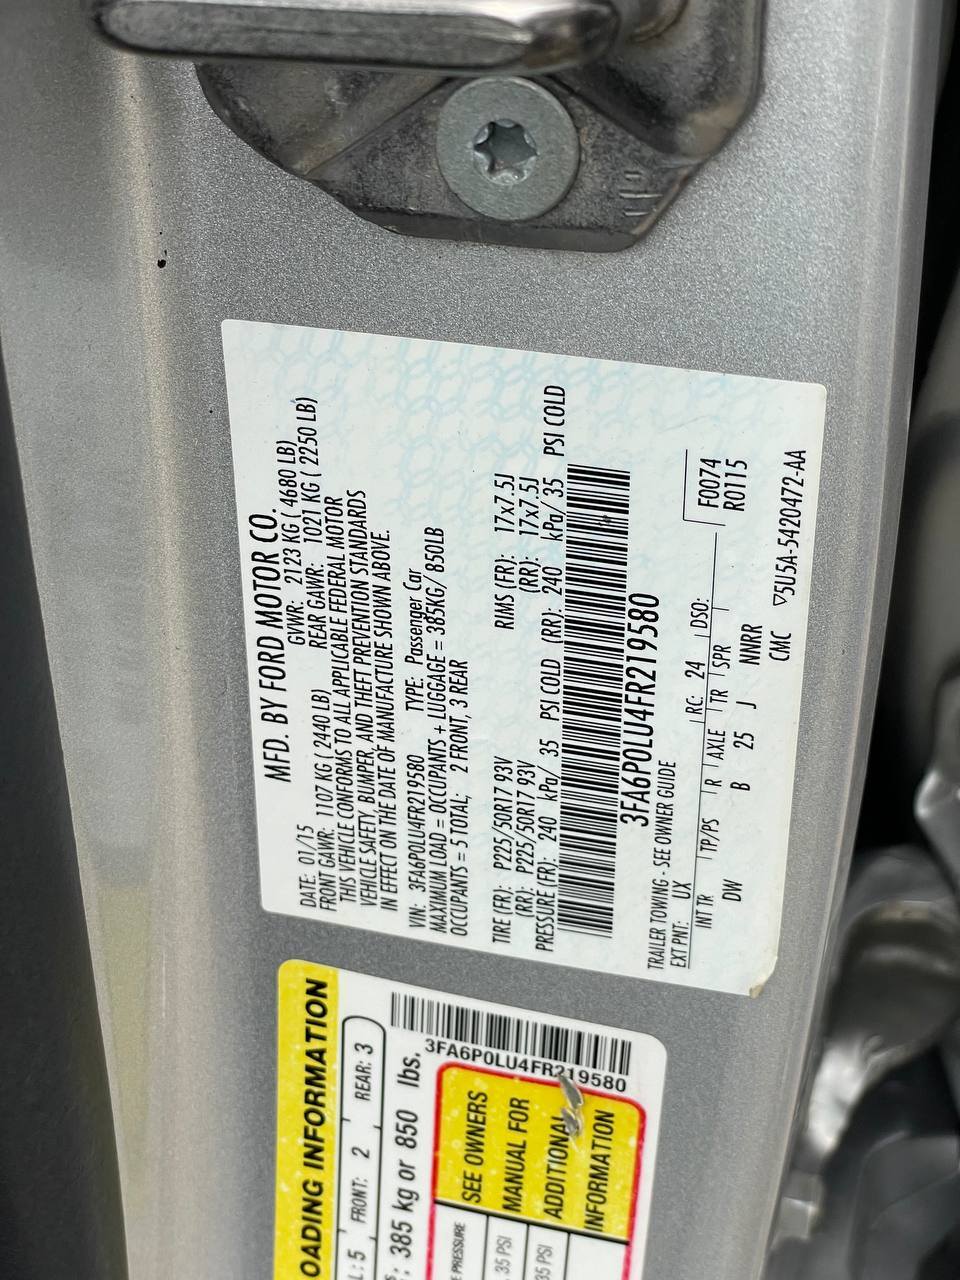 MFD. BY FORD MOTOR CO.
DATE: 01/15 GVWR: 2123 KG ( 4680 LB)
FRONT GAWR: 1107 KG ( 2440 LB) REAR GAWR: 1021 KG ( 2250 LB)
THIS VEHICLE CONFORMS TO ALL APPLICABLE FEDERAL MOTOR
VEHICLE SAFETY, BUMPER, AND THEFT PREVENTION STANDARDS
IN EFFECT ON THE DATE OF MANUFACTURE SHOWN ABOVE.
VIN: 3FA6P0LU4FR219580 TYPE: Passenger Car
MAXIMUM LOAD = OCCUPANTS + LUGGAGE = 385KG/ 850LB
OCCUPANTS = 5 TOTAL; 2 FRONT, 3 REAR
TIRE (FR): P225/50R17 93V RIMS (FR): 17x7.5J
(RR): P225/50R17 93V (RR): 17x7.5J
PRESSURE (FR): 240 kPa/ 35 PSI COLD (RR): 240 kPa/ 35 PSI COLD
3FA6P0LU4FR219580
TRAILER TOWING - SEE OWNER GUIDE
EXT PNT: UX RC: 24 DSO: F0074
R0115
INT TR TP/PS R AXLE TR SPR
DW B 25 J NNRR
CMC ▽5U5A-5420472-AA
OADING INFORMATION
L: 5 FRONT: 2 REAR: 3
: 385 kg or 850 lbs.
3FA6P0LU4FR219580
E PRESSURE
35 PSI
35 PSI
SEE OWNERS
MANUAL FOR
ADDITIONAL
INFORMATION